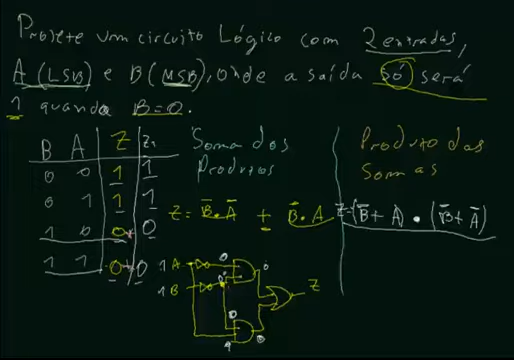 Projete um circuito Lógico com 2 entradas,
A (LSB) e B (MSB), onde a saída só será
1 quando B=0.
B A Z Z₁
0 0 1 1
0 1 1 1
1 0 0 0
1 1 0 0
Soma dos
Produtos
Z = B̅.A̅ + B̅.A
Produto das
Somas
Z=(B̅+A).(B̅+A̅)
1 A
1 B
Z